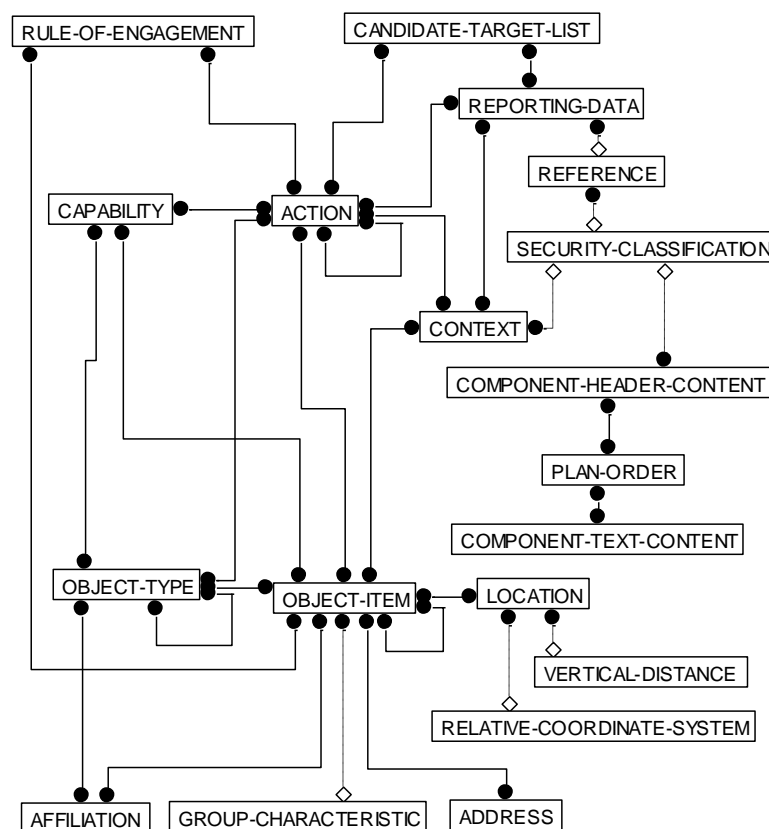 RULE-OF-ENGAGEMENT
CANDIDATE-TARGET-LIST
REPORTING-DATA
REFERENCE
CAPABILITY
ACTION
SECURITY-CLASSIFICATION
CONTEXT
COMPONENT-HEADER-CONTENT
PLAN-ORDER
COMPONENT-TEXT-CONTENT
OBJECT-TYPE
OBJECT-ITEM
LOCATION
VERTICAL-DISTANCE
RELATIVE-COORDINATE-SYSTEM
AFFILIATION
GROUP-CHARACTERISTIC
ADDRESS